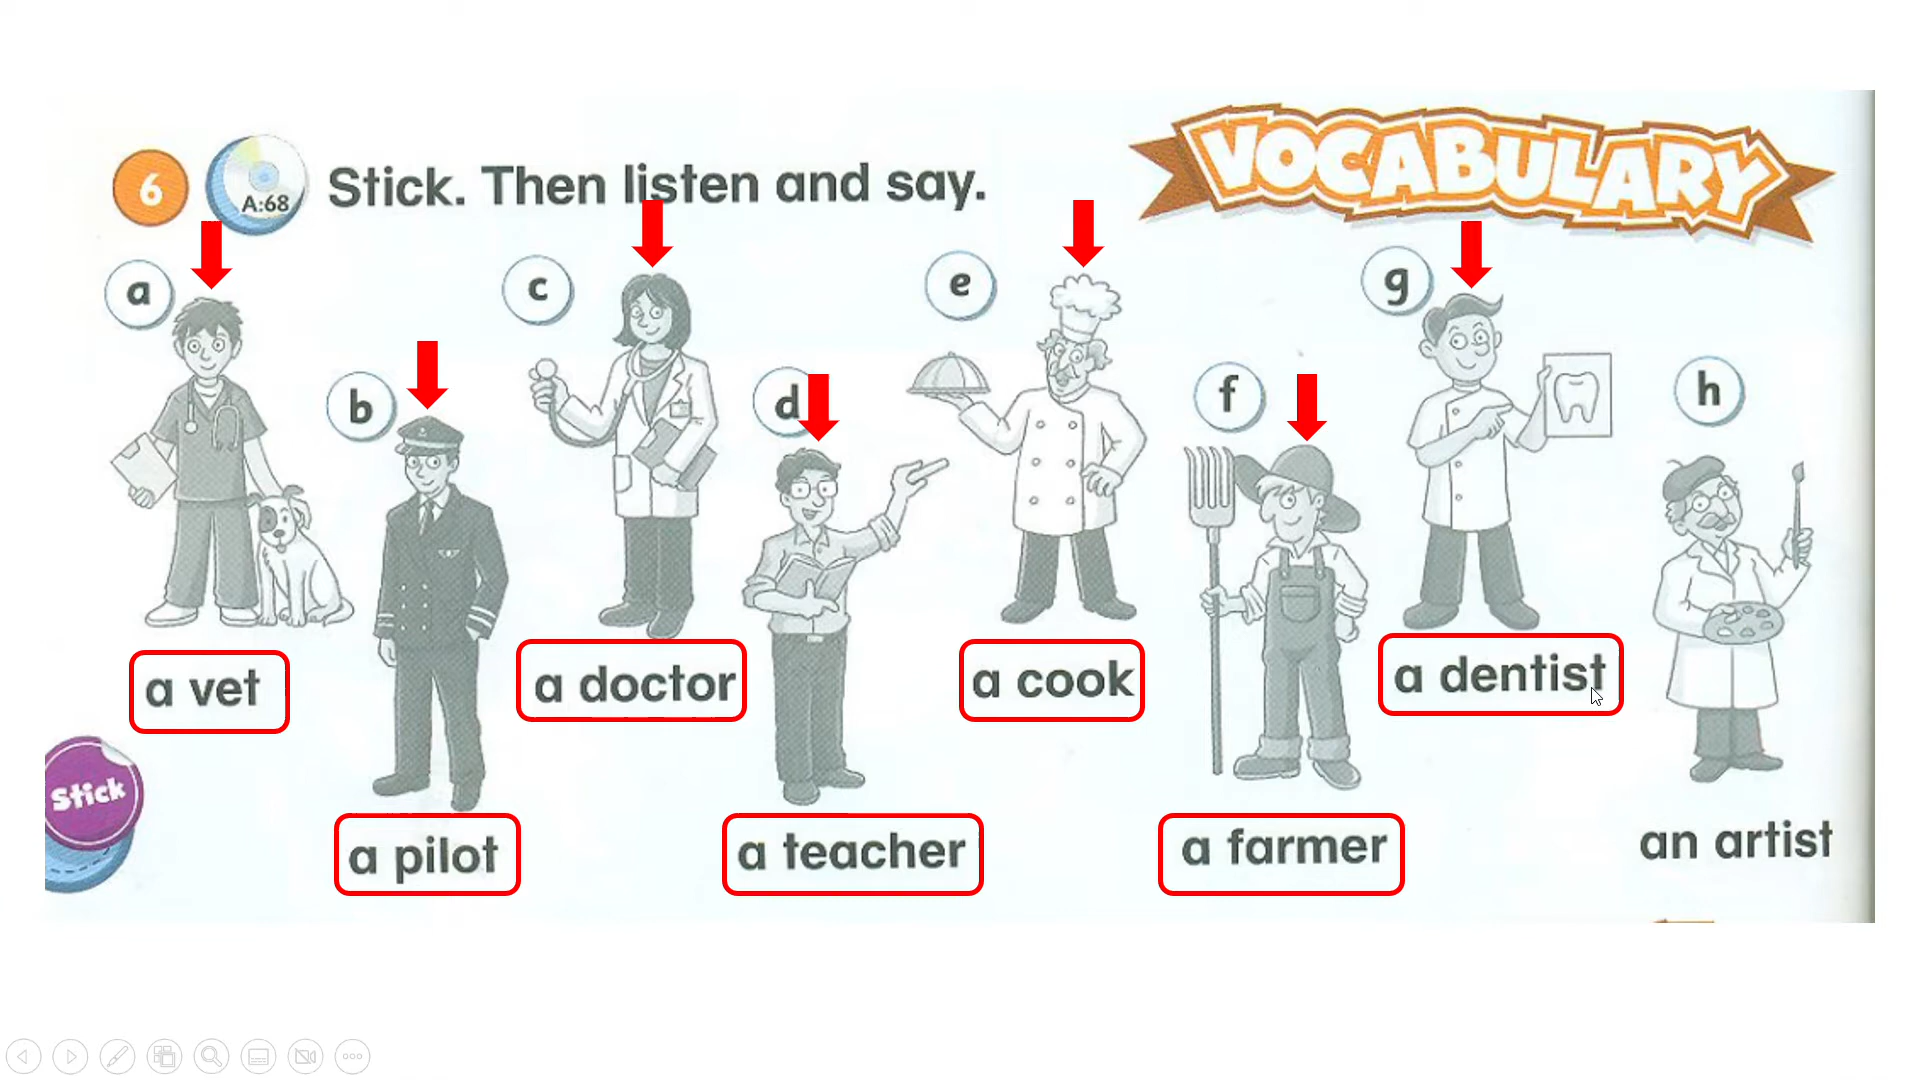 6 A:68 Stick. Then listen and say.
VOCABULARY
a
b
c
d
e
f
g
h
a vet
a pilot
a doctor
a teacher
a cook
a farmer
a dentist
an artist
Stick